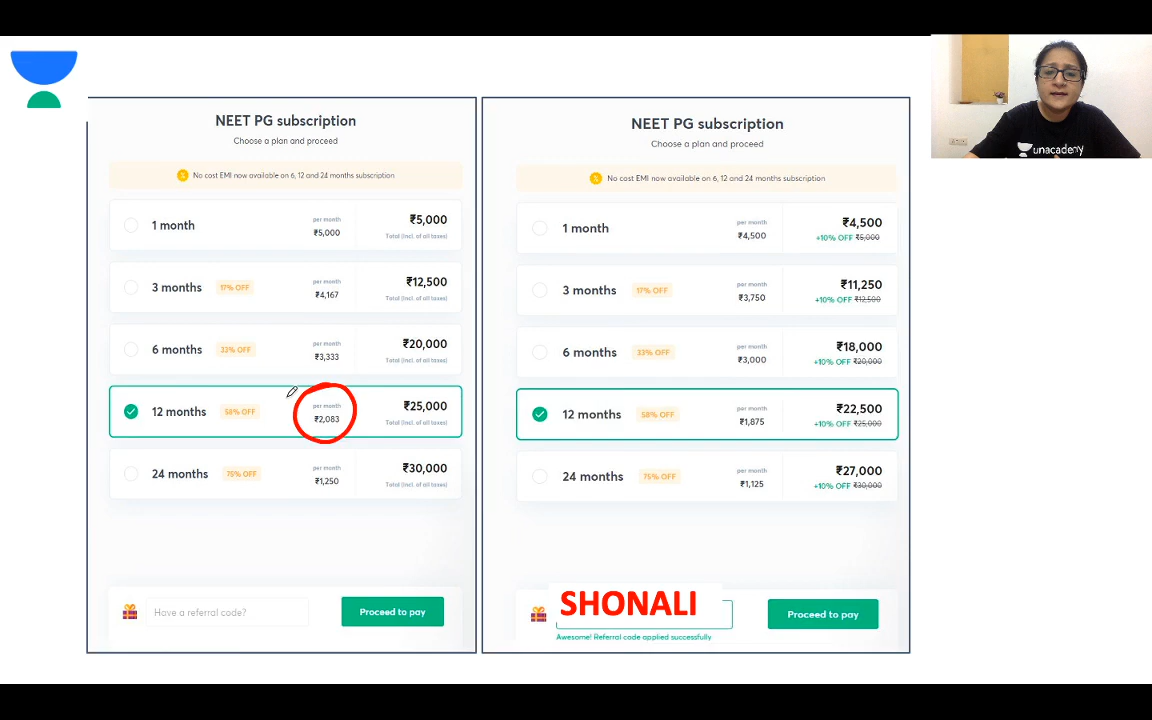 NEET PG subscription
Choose a plan and proceed
No cost EMI now available on 6, 12 and 24 months subscription
1 month
per month
₹5,000
₹5,000
Total (Incl. of all taxes)
3 months
17% OFF
per month
₹4,167
₹12,500
Total (Incl. of all taxes)
6 months
33% OFF
per month
₹3,333
₹20,000
Total (Incl. of all taxes)
12 months
58% OFF
per month
₹2,083
₹25,000
Total (Incl. of all taxes)
24 months
75% OFF
per month
₹1,250
₹30,000
Total (Incl. of all taxes)
Have a referral code?
Proceed to pay
NEET PG subscription
Choose a plan and proceed
No cost EMI now available on 6, 12 and 24 months subscription
1 month
per month
₹4,500
₹4,500
+10% OFF ₹5,000
3 months
17% OFF
per month
₹3,750
₹11,250
+10% OFF ₹12,500
6 months
33% OFF
per month
₹3,000
₹18,000
+10% OFF ₹20,000
12 months
58% OFF
per month
₹1,875
₹22,500
+10% OFF ₹25,000
24 months
75% OFF
per month
₹1,125
₹27,000
+10% OFF ₹30,000
SHONALI
Awesome! Referral code applied successfully
Proceed to pay
unacademy